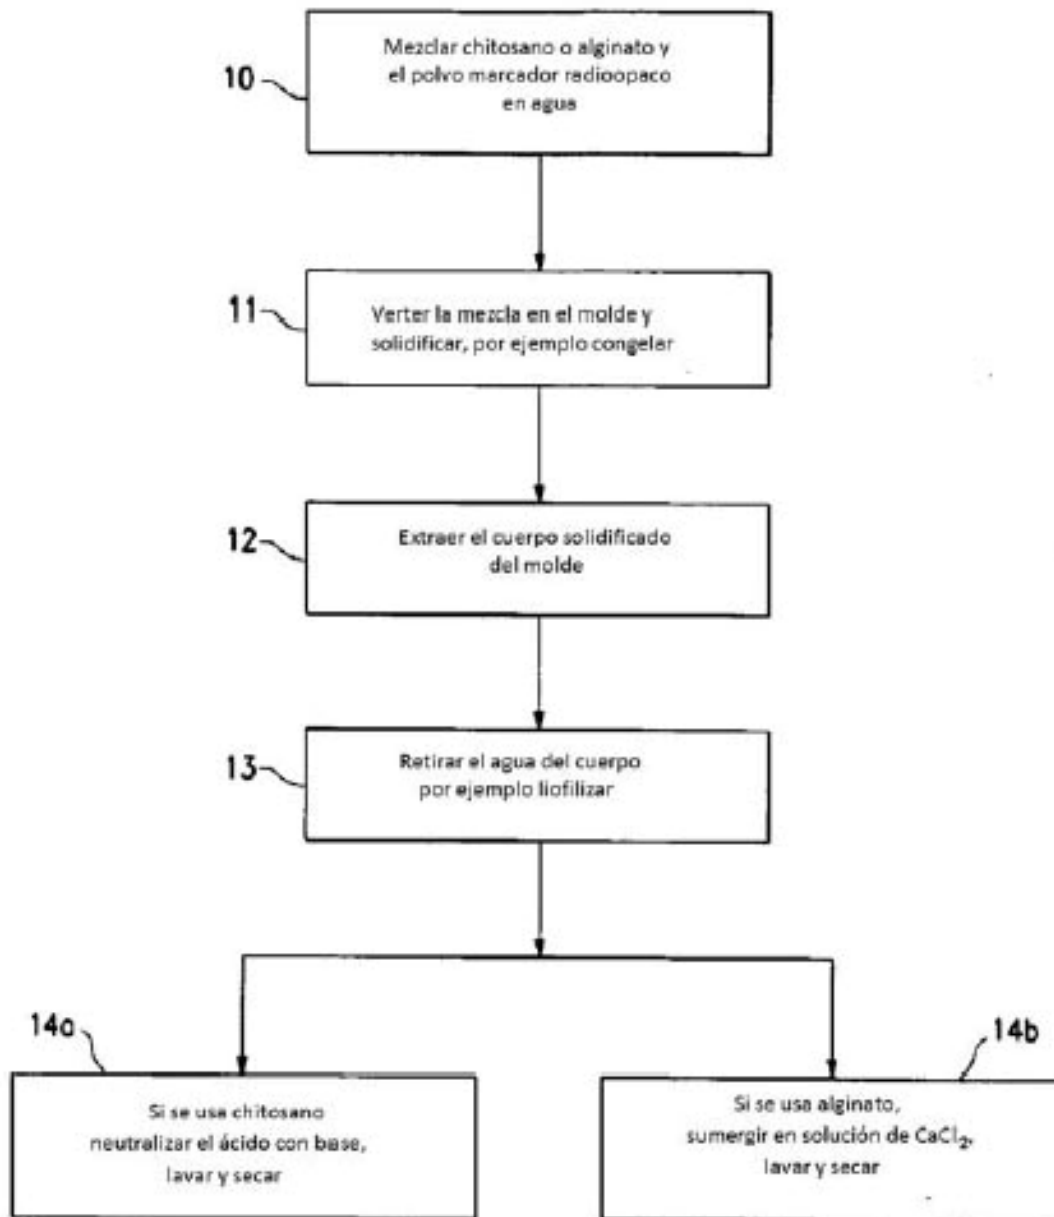 10
Mezclar chitosano o alginato y
el polvo marcador radioopaco
en agua
11
Verter la mezcla en el molde y
solidificar, por ejemplo congelar
12
Extraer el cuerpo solidificado
del molde
13
Retirar el agua del cuerpo
por ejemplo liofilizar
14a
Si se usa chitosano
neutralizar el ácido con base,
lavar y secar
14b
Si se usa alginato,
sumergir en solución de CaCl₂,
lavar y secar